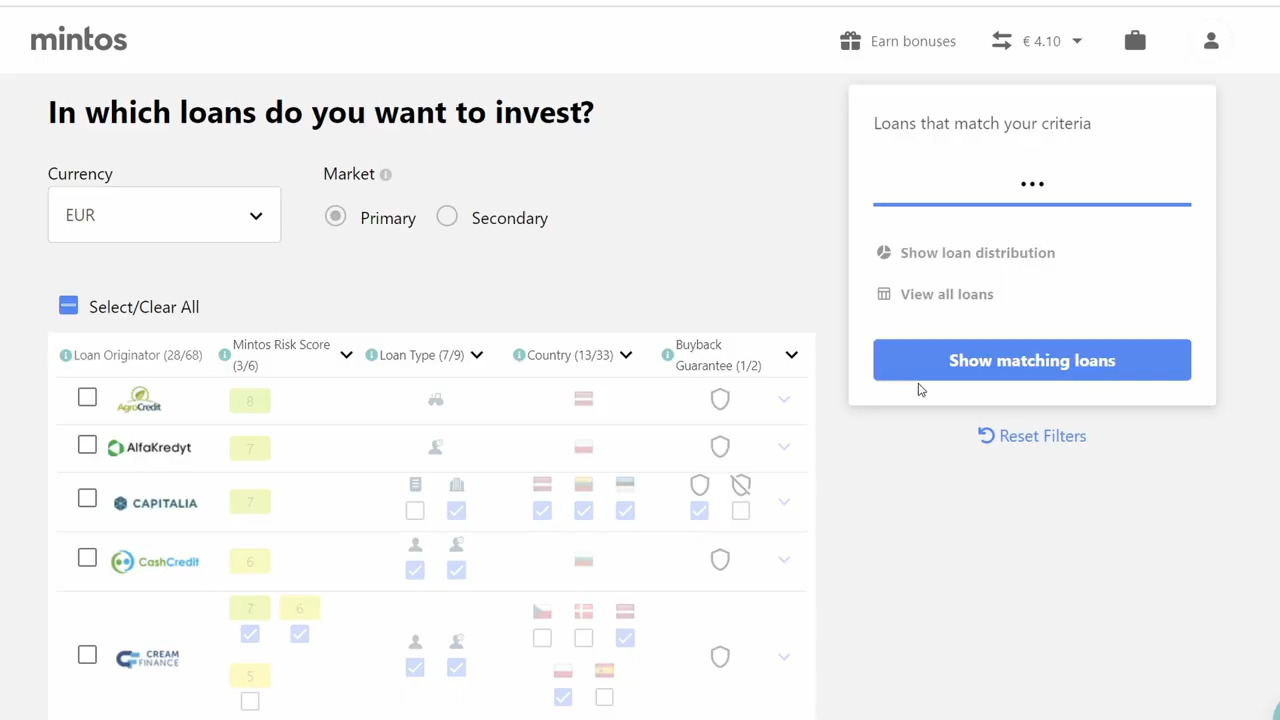 mintos
Earn bonuses
€ 4.10
In which loans do you want to invest?
Currency
EUR
Market
Primary
Secondary
Loans that match your criteria
...
Show loan distribution
View all loans
Show matching loans
Reset Filters
Select/Clear All
Loan Originator (28/68)
Mintos Risk Score
(3/6)
Loan Type (7/9)
Country (13/33)
Buyback
Guarantee (1/2)
AgroCredit
8
AlfaKredyt
7
CAPITALIA
7
CashCredit
6
CREAM
FINANCE
7
6
5